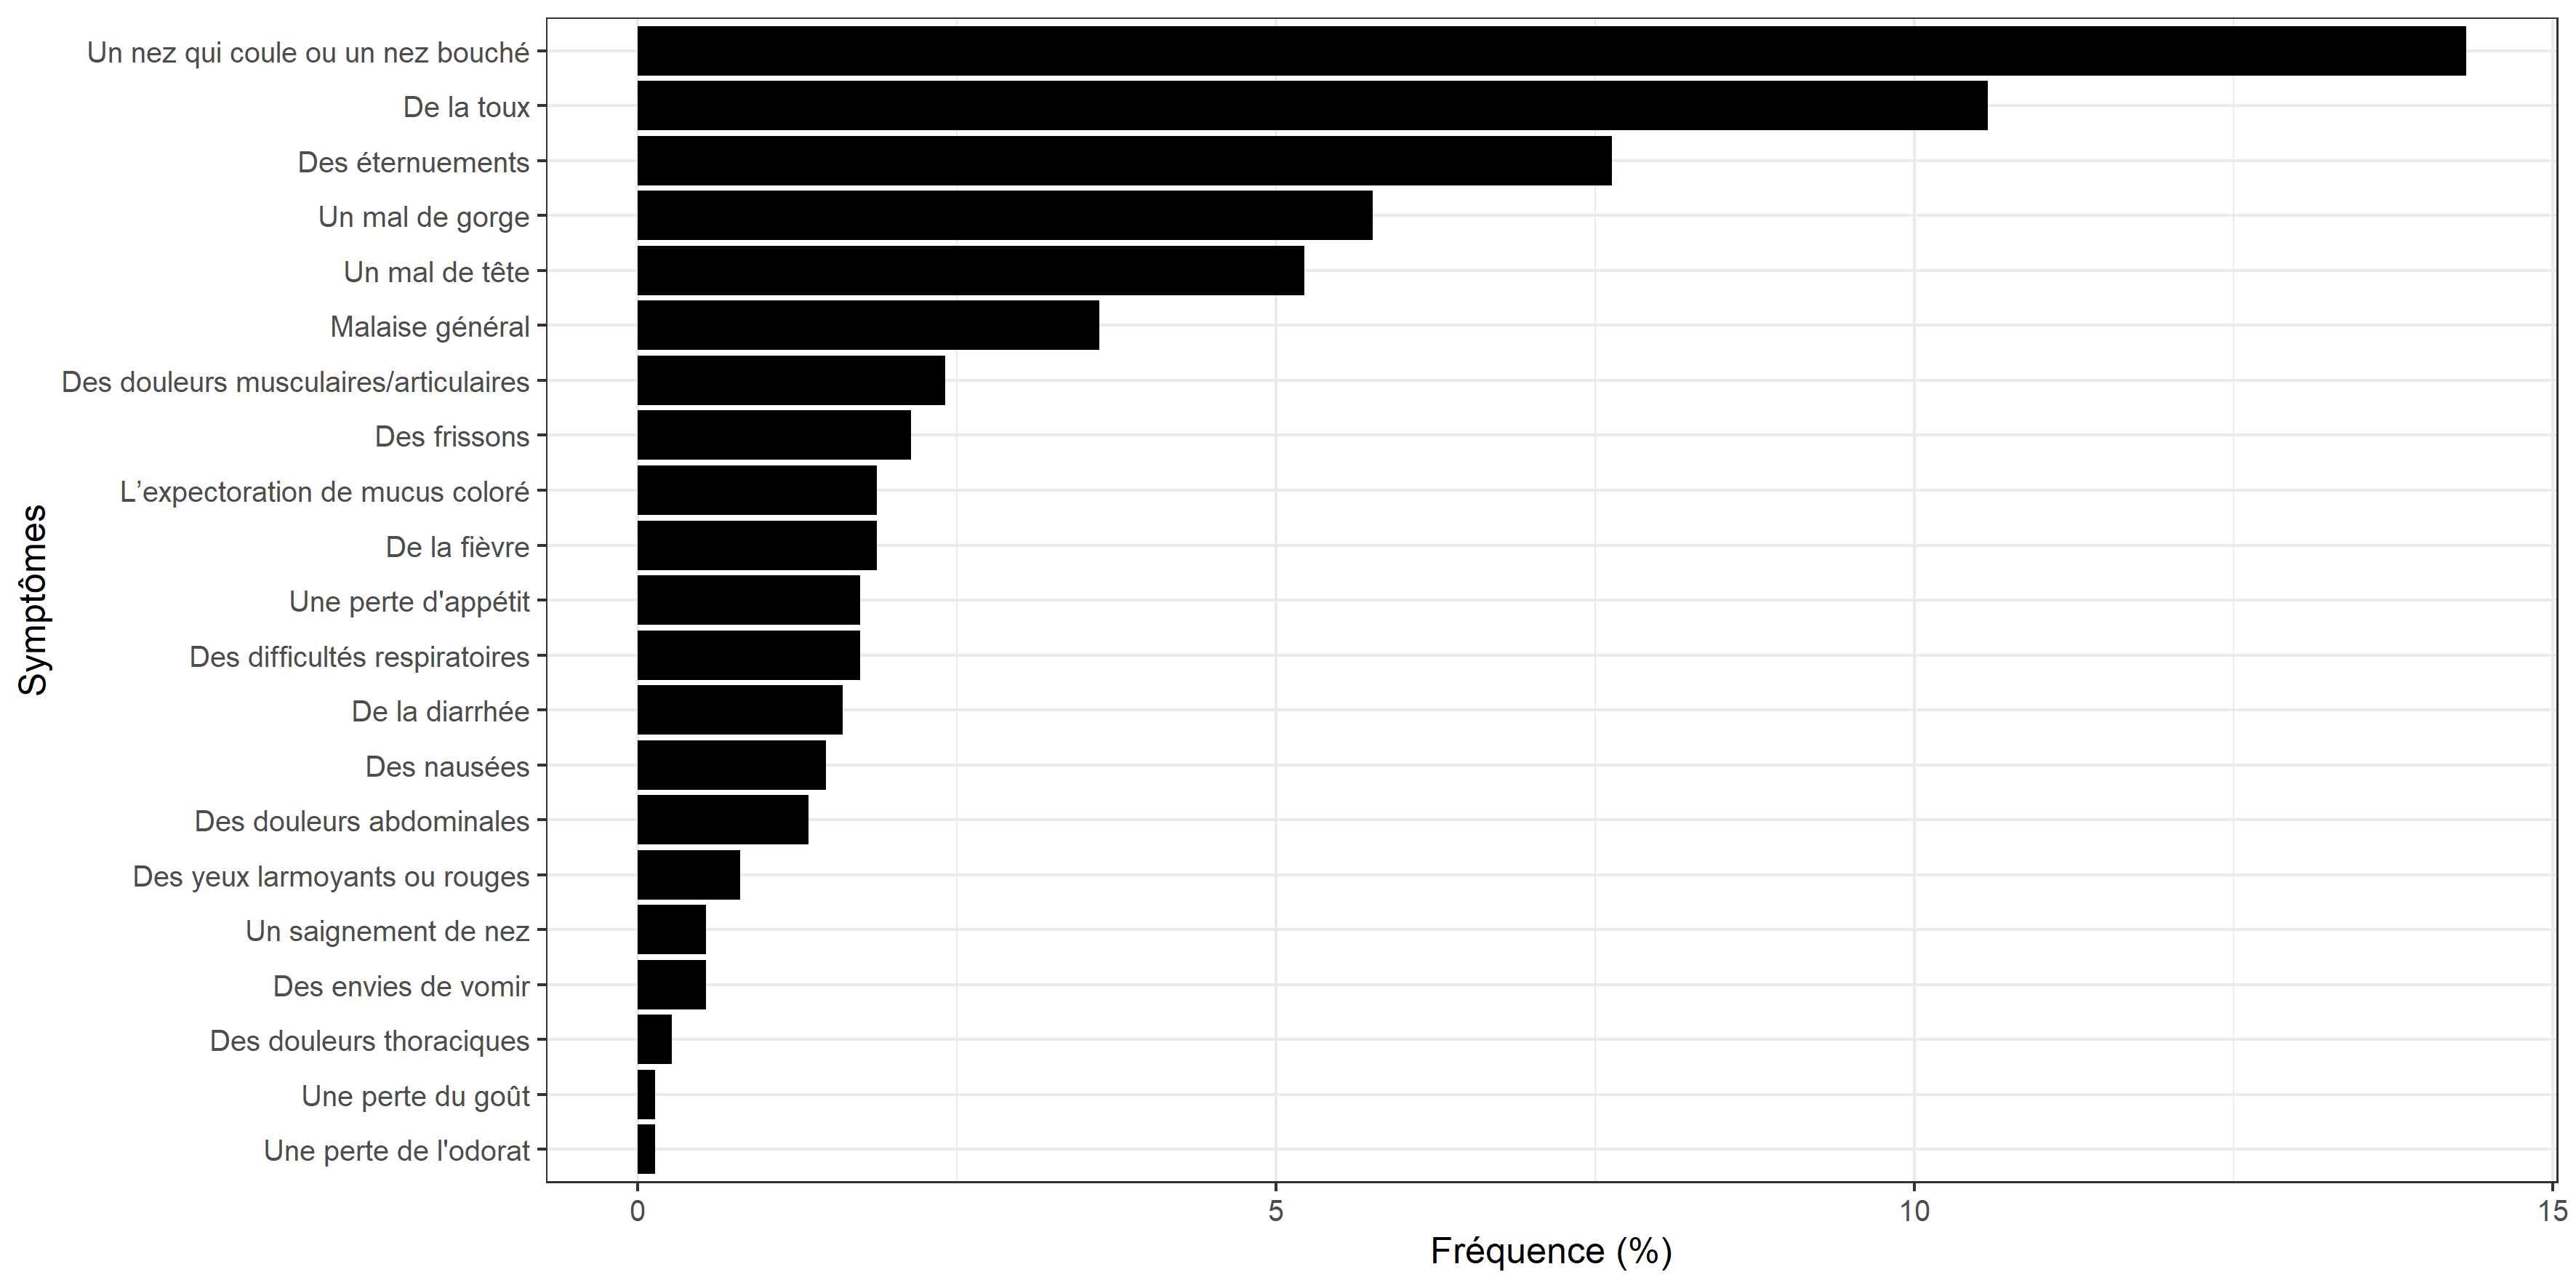 Un nez qui coule ou un nez bouché
De la toux
Des éternuements
Un mal de gorge
Un mal de tête
Malaise général
Des douleurs musculaires/articulaires
Des frissons
L’expectoration de mucus coloré
De la fièvre
Une perte d'appétit
Des difficultés respiratoires
De la diarrhée
Des nausées
Des douleurs abdominales
Des yeux larmoyants ou rouges
Un saignement de nez
Des envies de vomir
Des douleurs thoraciques
Une perte du goût
Une perte de l'odorat
Symptômes
0 5 10 15
Fréquence (%)